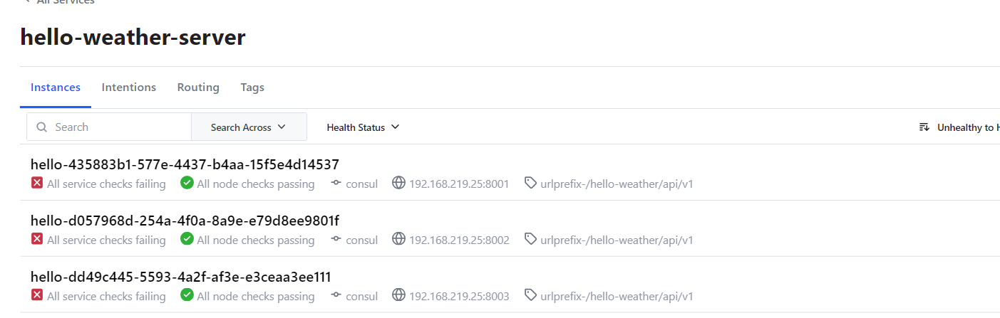 All Services
hello-weather-server
Instances Intentions Routing Tags
Search Search Across Health Status Unhealthy to H
hello-435883b1-577e-4437-b4aa-15f5e4d14537
All service checks failing All node checks passing consul 192.168.219.25:8001 urlprefix-/hello-weather/api/v1
hello-d057968d-254a-4f0a-8a9e-e79d8ee9801f
All service checks failing All node checks passing consul 192.168.219.25:8002 urlprefix-/hello-weather/api/v1
hello-dd49c445-5593-4a2f-af3e-e3ceaa3ee111
All service checks failing All node checks passing consul 192.168.219.25:8003 urlprefix-/hello-weather/api/v1